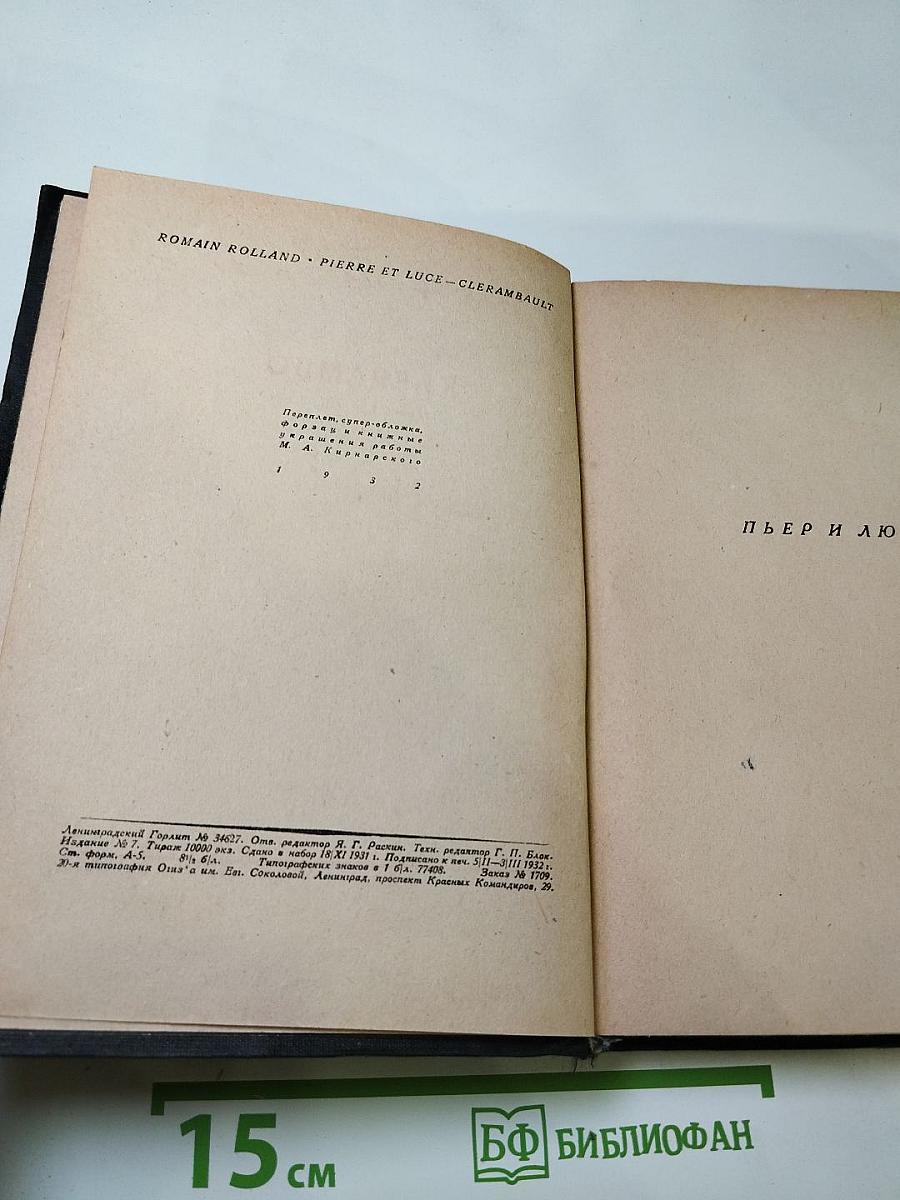 ROMAIN ROLLAND • PIERRE ET LUCE — CLERAMBAULT
Переплет, супер-обложка,
форзац и книжные
украшения работы
М. А. Кирнарского
1 9 3 2
Ленинградский Горлит № 34627. Отв. редактор Я. Г. Раскин. Техн. редактор Г. П. Блок.
Издание № 7. Тираж 10000 экз. Сдано в набор 18|XI 1931 г. Подписано к печ. 5|II—3|III 1932 г.
Ст. форм. А-5. 8½ б|л. Типографских знаков в 1 б|л. 77408. Заказ № 1709.
20-я типография Огиз'а им. Евг. Соколовой, Ленинград, проспект Красных Командиров, 29.
ПЬЕР И ЛЮ
15 см
БФ БИБЛИОФАН